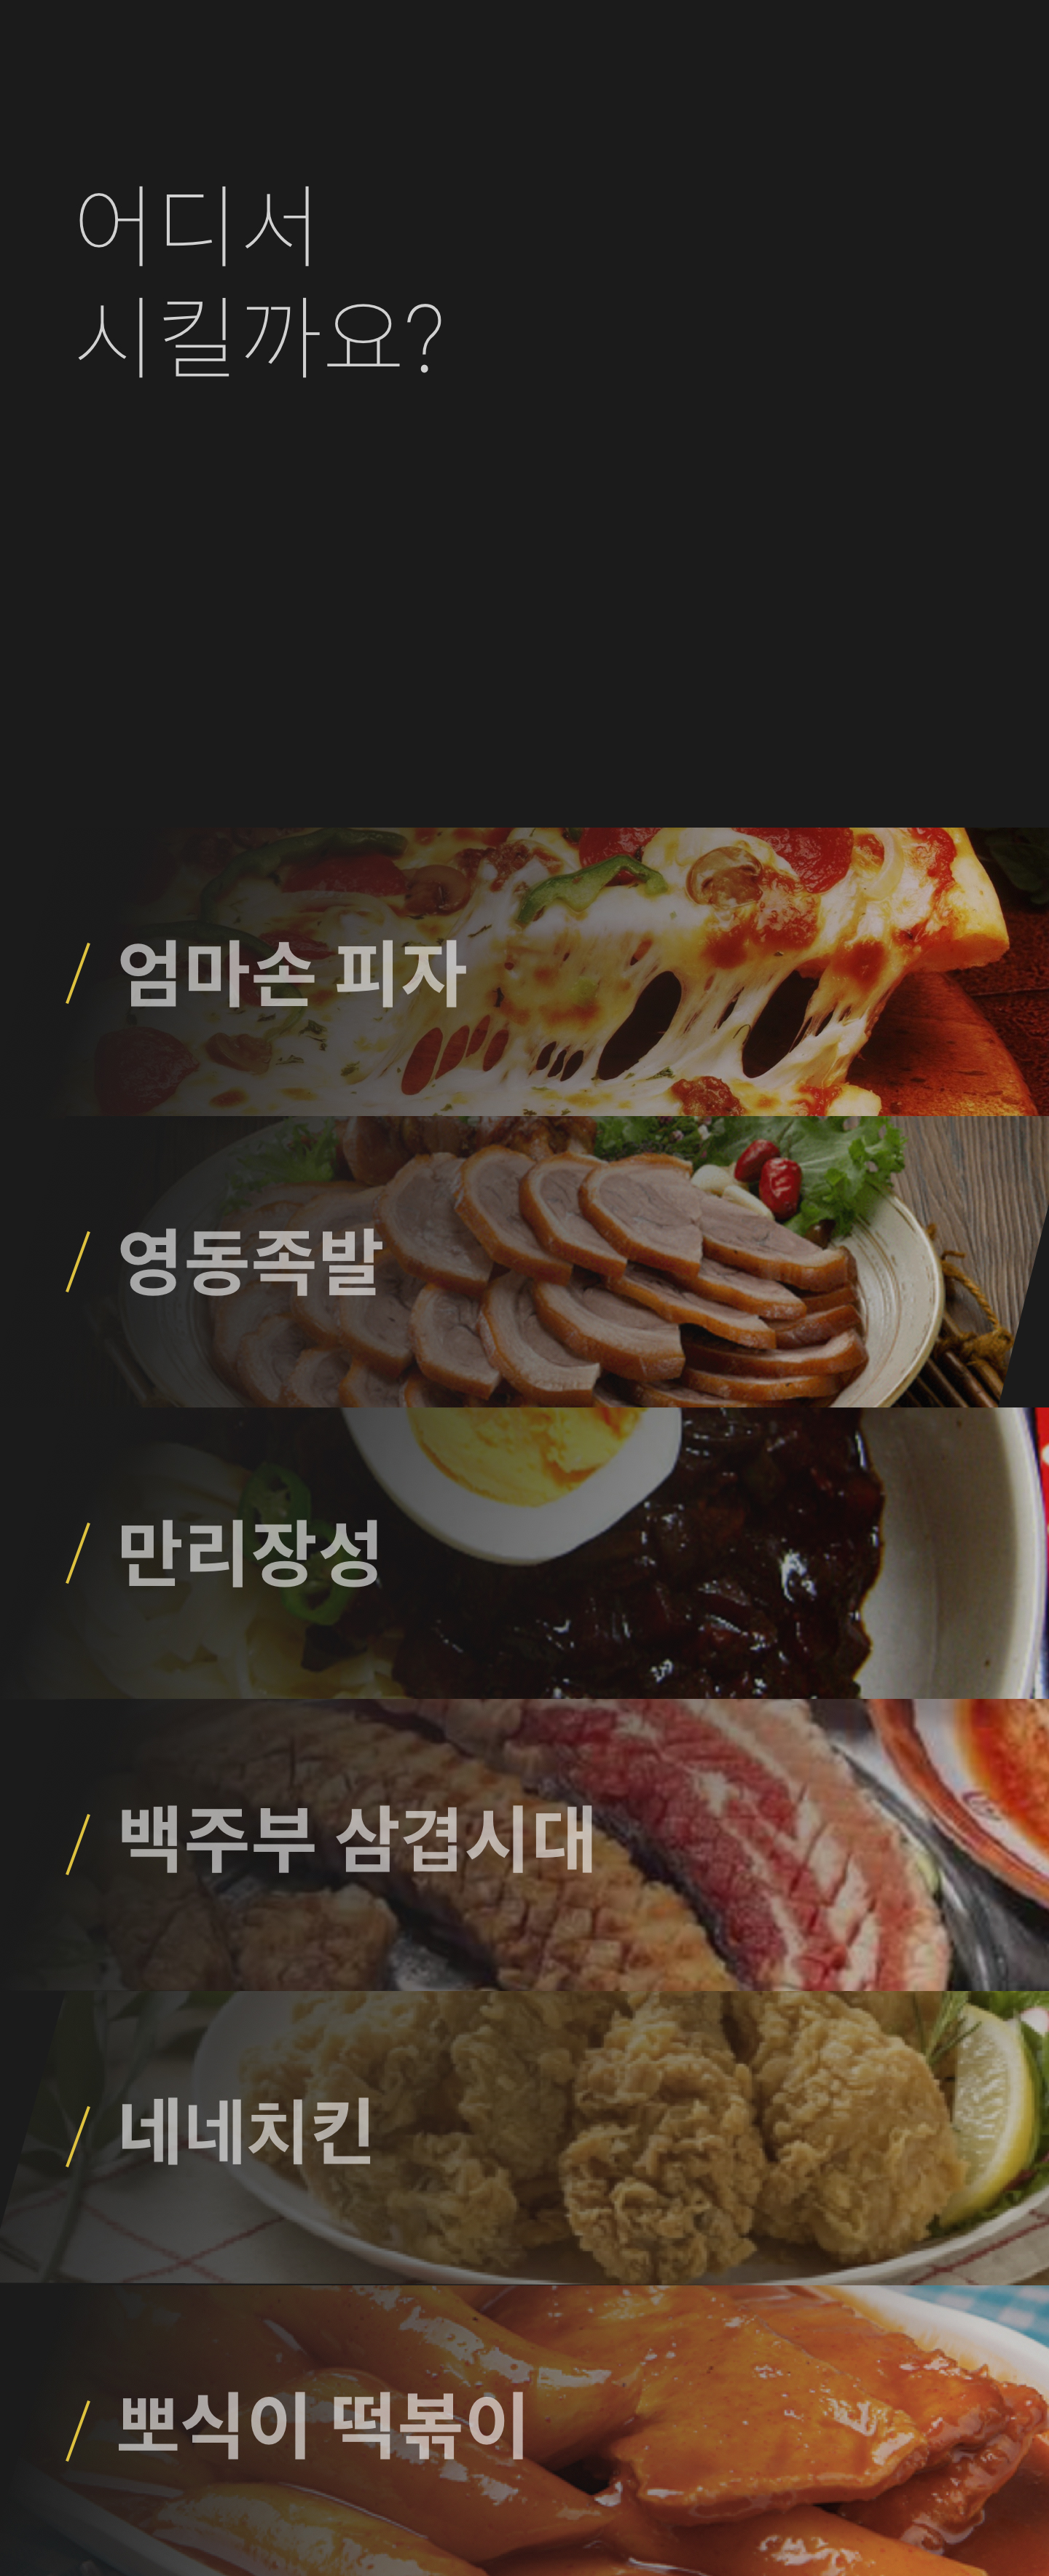 어디서
시킬까요?
엄마손 피자
영동족발
만리장성
백주부 삼겹시대
네네치킨
뽀식이 떡볶이